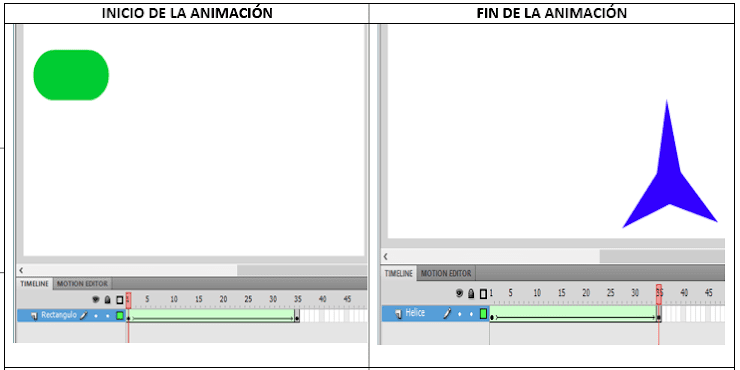 INICIO DE LA ANIMACIÓN
FIN DE LA ANIMACIÓN
TIMELINE MOTION EDITOR
1 5 10 15 20 25 30 35 40 45
Rectangulo
TIMELINE MOTION EDITOR
1 5 10 15 20 25 30 35 40 45
Helice